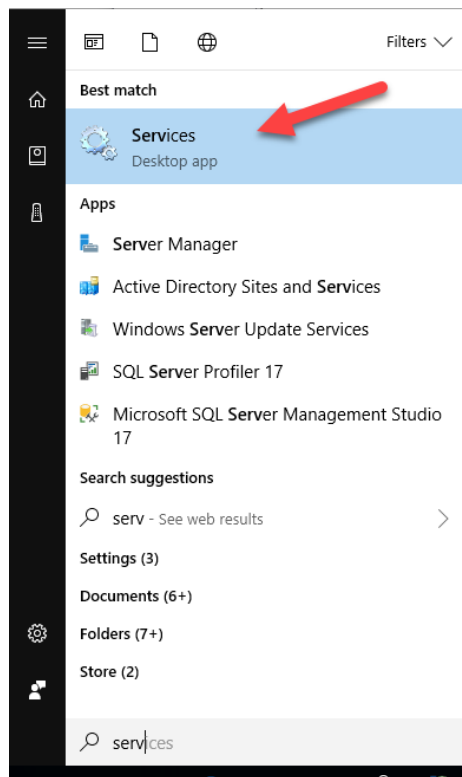 Filters
Best match
Services
Desktop app
Apps
Server Manager
Active Directory Sites and Services
Windows Server Update Services
SQL Server Profiler 17
Microsoft SQL Server Management Studio
17
Search suggestions
serv - See web results
Settings (3)
Documents (6+)
Folders (7+)
Store (2)
services